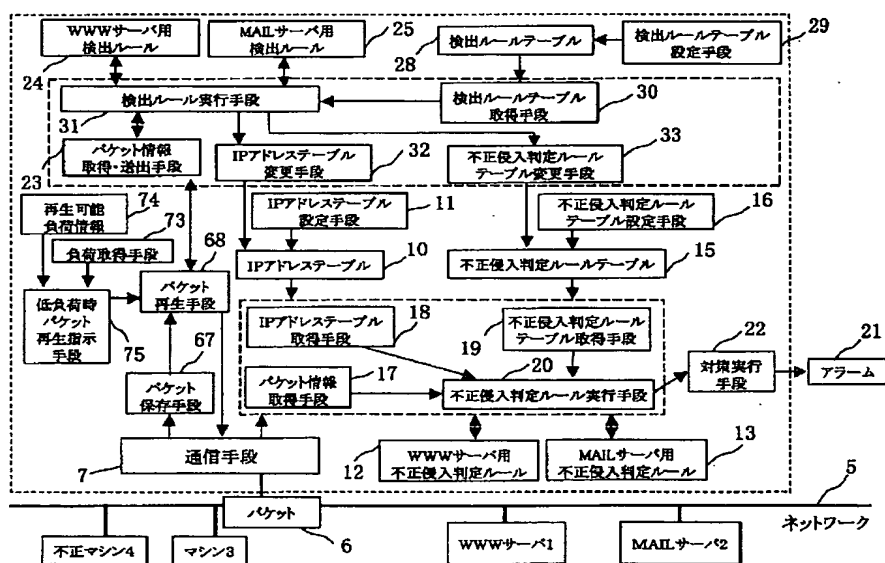 WWWサーバ用
検出ルール
24
MAILサーバ用
検出ルール
25
検出ルールテーブル
28
検出ルールテーブル
設定手段
29
検出ルール実行手段
31
検出ルールテーブル
取得手段
30
パケット情報
取得・送出手段
23
IPアドレステーブル
変更手段
32
不正侵入判定ルール
テーブル変更手段
33
再生可能
負荷情報
74
負荷取得手段
73
IPアドレステーブル
設定手段
11
不正侵入判定ルール
テーブル設定手段
16
パケット
再生手段
68
IPアドレステーブル
10
不正侵入判定ルールテーブル
15
低負荷時
パケット
再生指示
手段
75
IPアドレステーブル
取得手段
18
不正侵入判定ルール
テーブル取得手段
19
パケット
保存手段
67
パケット情報
取得手段
17
不正侵入判定ルール実行手段
20
対策実行
手段
22
アラーム
21
通信手段
7
WWWサーバ用
不正侵入判定ルール
12
MAILサーバ用
不正侵入判定ルール
13
パケット
6
5
ネットワーク
不正マシン4
マシン3
WWWサーバ1
MAILサーバ2